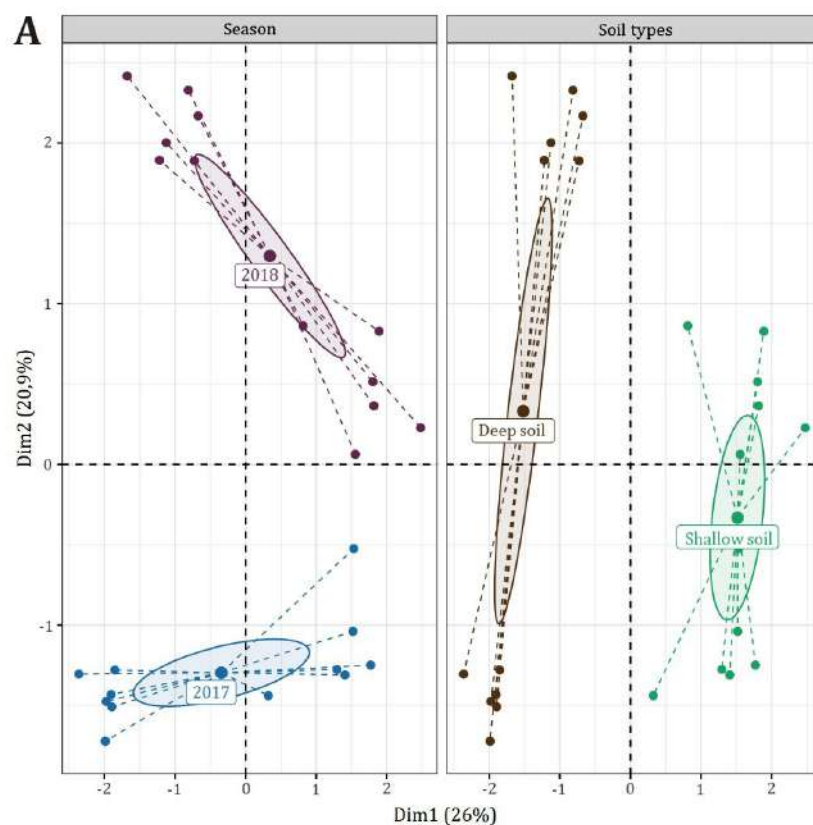 A
Season
Soil types
2
1
0
-1
Dim2 (20,9%)
2018
2017
Deep soil
Shallow soil
-2
-1
0
1
2
-2
-1
0
1
2
Dim1 (26%)